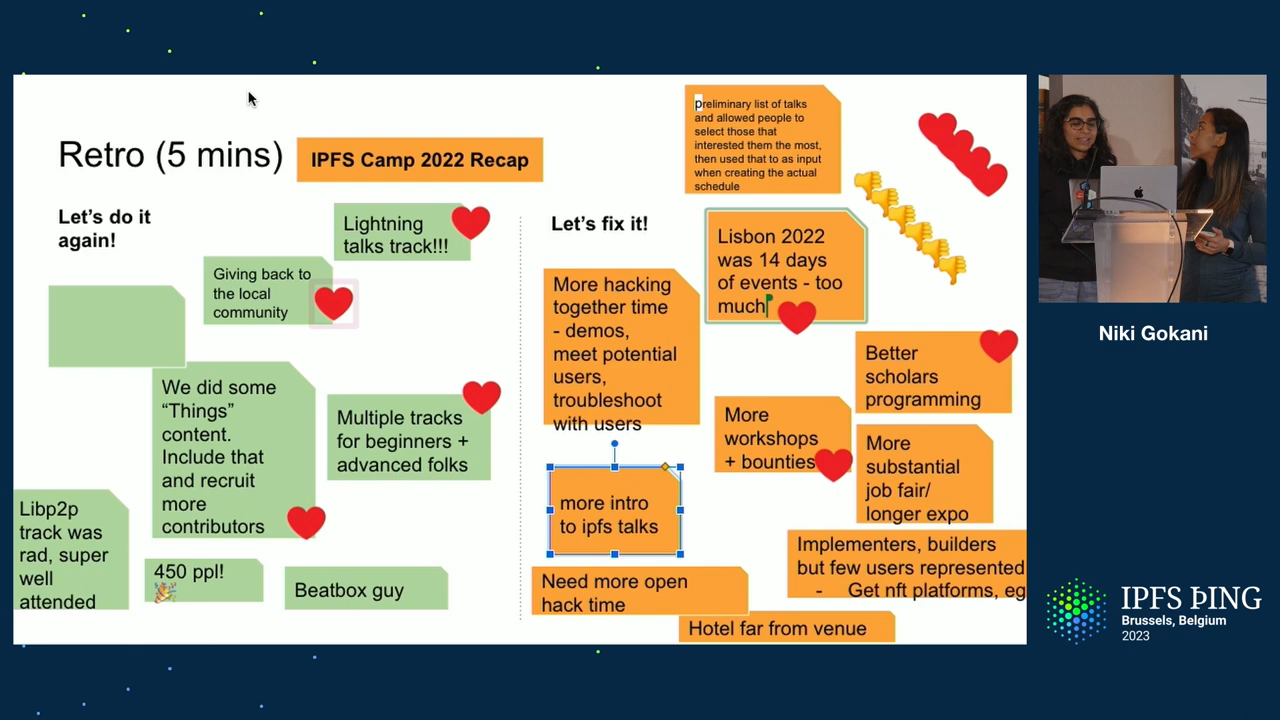 Retro (5 mins)
IPFS Camp 2022 Recap
Let's do it
again!
Lightning
talks track!!!
Giving back to
the local
community
We did some
“Things”
content.
Include that
and recruit
more
contributors
Multiple tracks
for beginners +
advanced folks
Libp2p
track was
rad, super
well
attended
450 ppl!
Beatbox guy
Let's fix it!
preliminary list of talks
and allowed people to
select those that
interested them the most,
then used that to as input
when creating the actual
schedule
Lisbon 2022
was 14 days
of events - too
much
More hacking
together time
- demos,
meet potential
users,
troubleshoot
with users
Better
scholars
programming
More
workshops
+ bounties
More
substantial
job fair/
longer expo
more intro
to ipfs talks
Implementers, builders
but few users represented
- Get nft platforms, eg
Need more open
hack time
Hotel far from venue
Niki Gokani
IPFS ÞING
Brussels, Belgium
2023